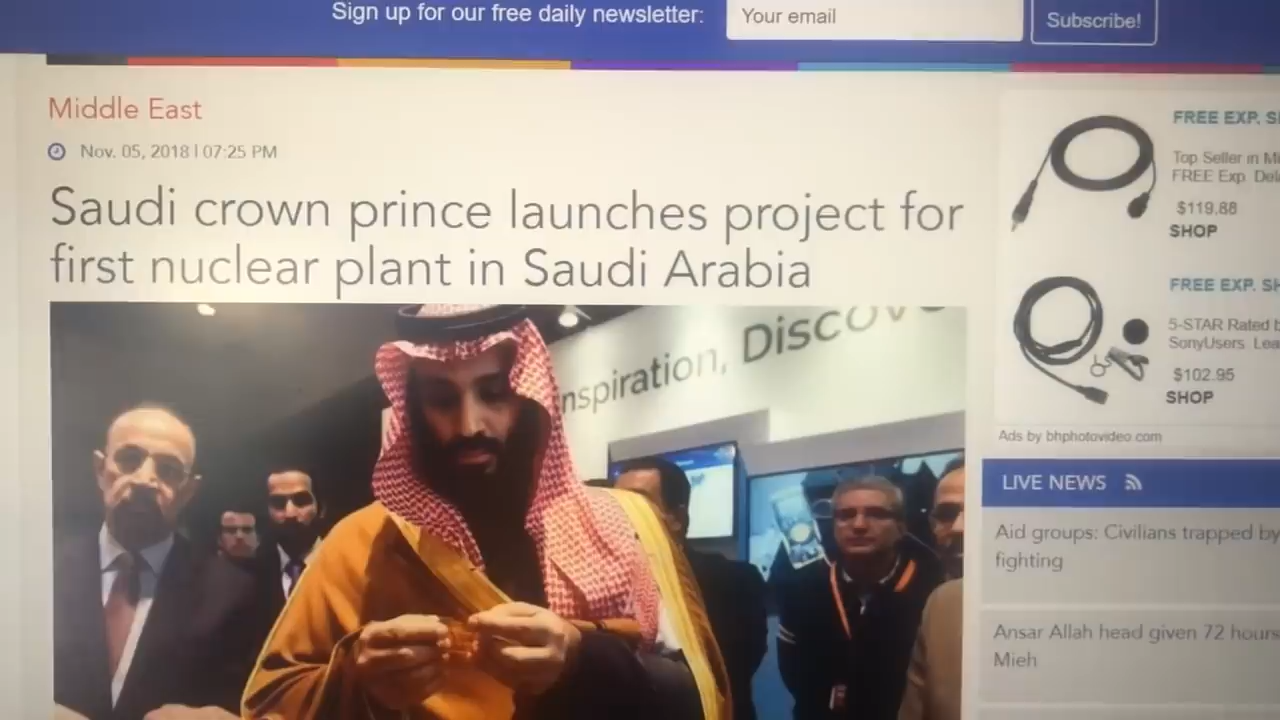 Sign up for our free daily newsletter:
Your email
Subscribe!
Middle East
Nov. 05, 2018 | 07:25 PM
Saudi crown prince launches project for
first nuclear plant in Saudi Arabia
nspiration, Discov
FREE EXP.
Top Seller in
FREE Exp.
$119.88
SHOP
FREE EXP.
5-STAR Rated
SonyUsers.
$102.95
SHOP
Ads by bhphotovideo.com
LIVE NEWS
Aid groups: Civilians trapped by
fighting
Ansar Allah head given 72 hours
Mieh